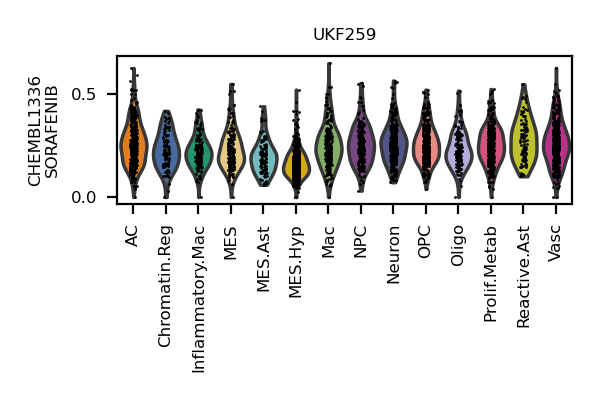 UKF259
CHEMBL1336
SORAFENIB
0.5
0.0
AC
Chromatin.Reg
Inflammatory.Mac
MES
MES.Ast
MES.Hyp
Mac
NPC
Neuron
OPC
Oligo
Prolif.Metab
Reactive.Ast
Vasc